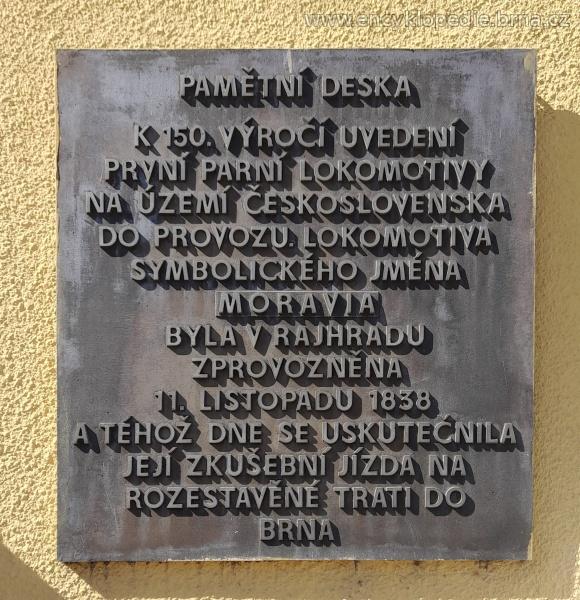 www.encyklopedie.brna.cz
PAMĚTNÍ DESKA
K 150. VÝROČÍ UVEDENÍ
PRVNÍ PARNÍ LOKOMOTIVY
NA ÚZEMÍ ČESKOSLOVENSKA
DO PROVOZU. LOKOMOTIVA
SYMBOLICKÉHO JMÉNA
MORAVIA
BYLA V RAJHRADU
ZPROVOZNĚNA
11. LISTOPADU 1838
A TÉHOŽ DNE SE USKUTEČNILA
JEJÍ ZKUŠEBNÍ JÍZDA NA
ROZESTAVĚNÉ TRATI DO
BRNA